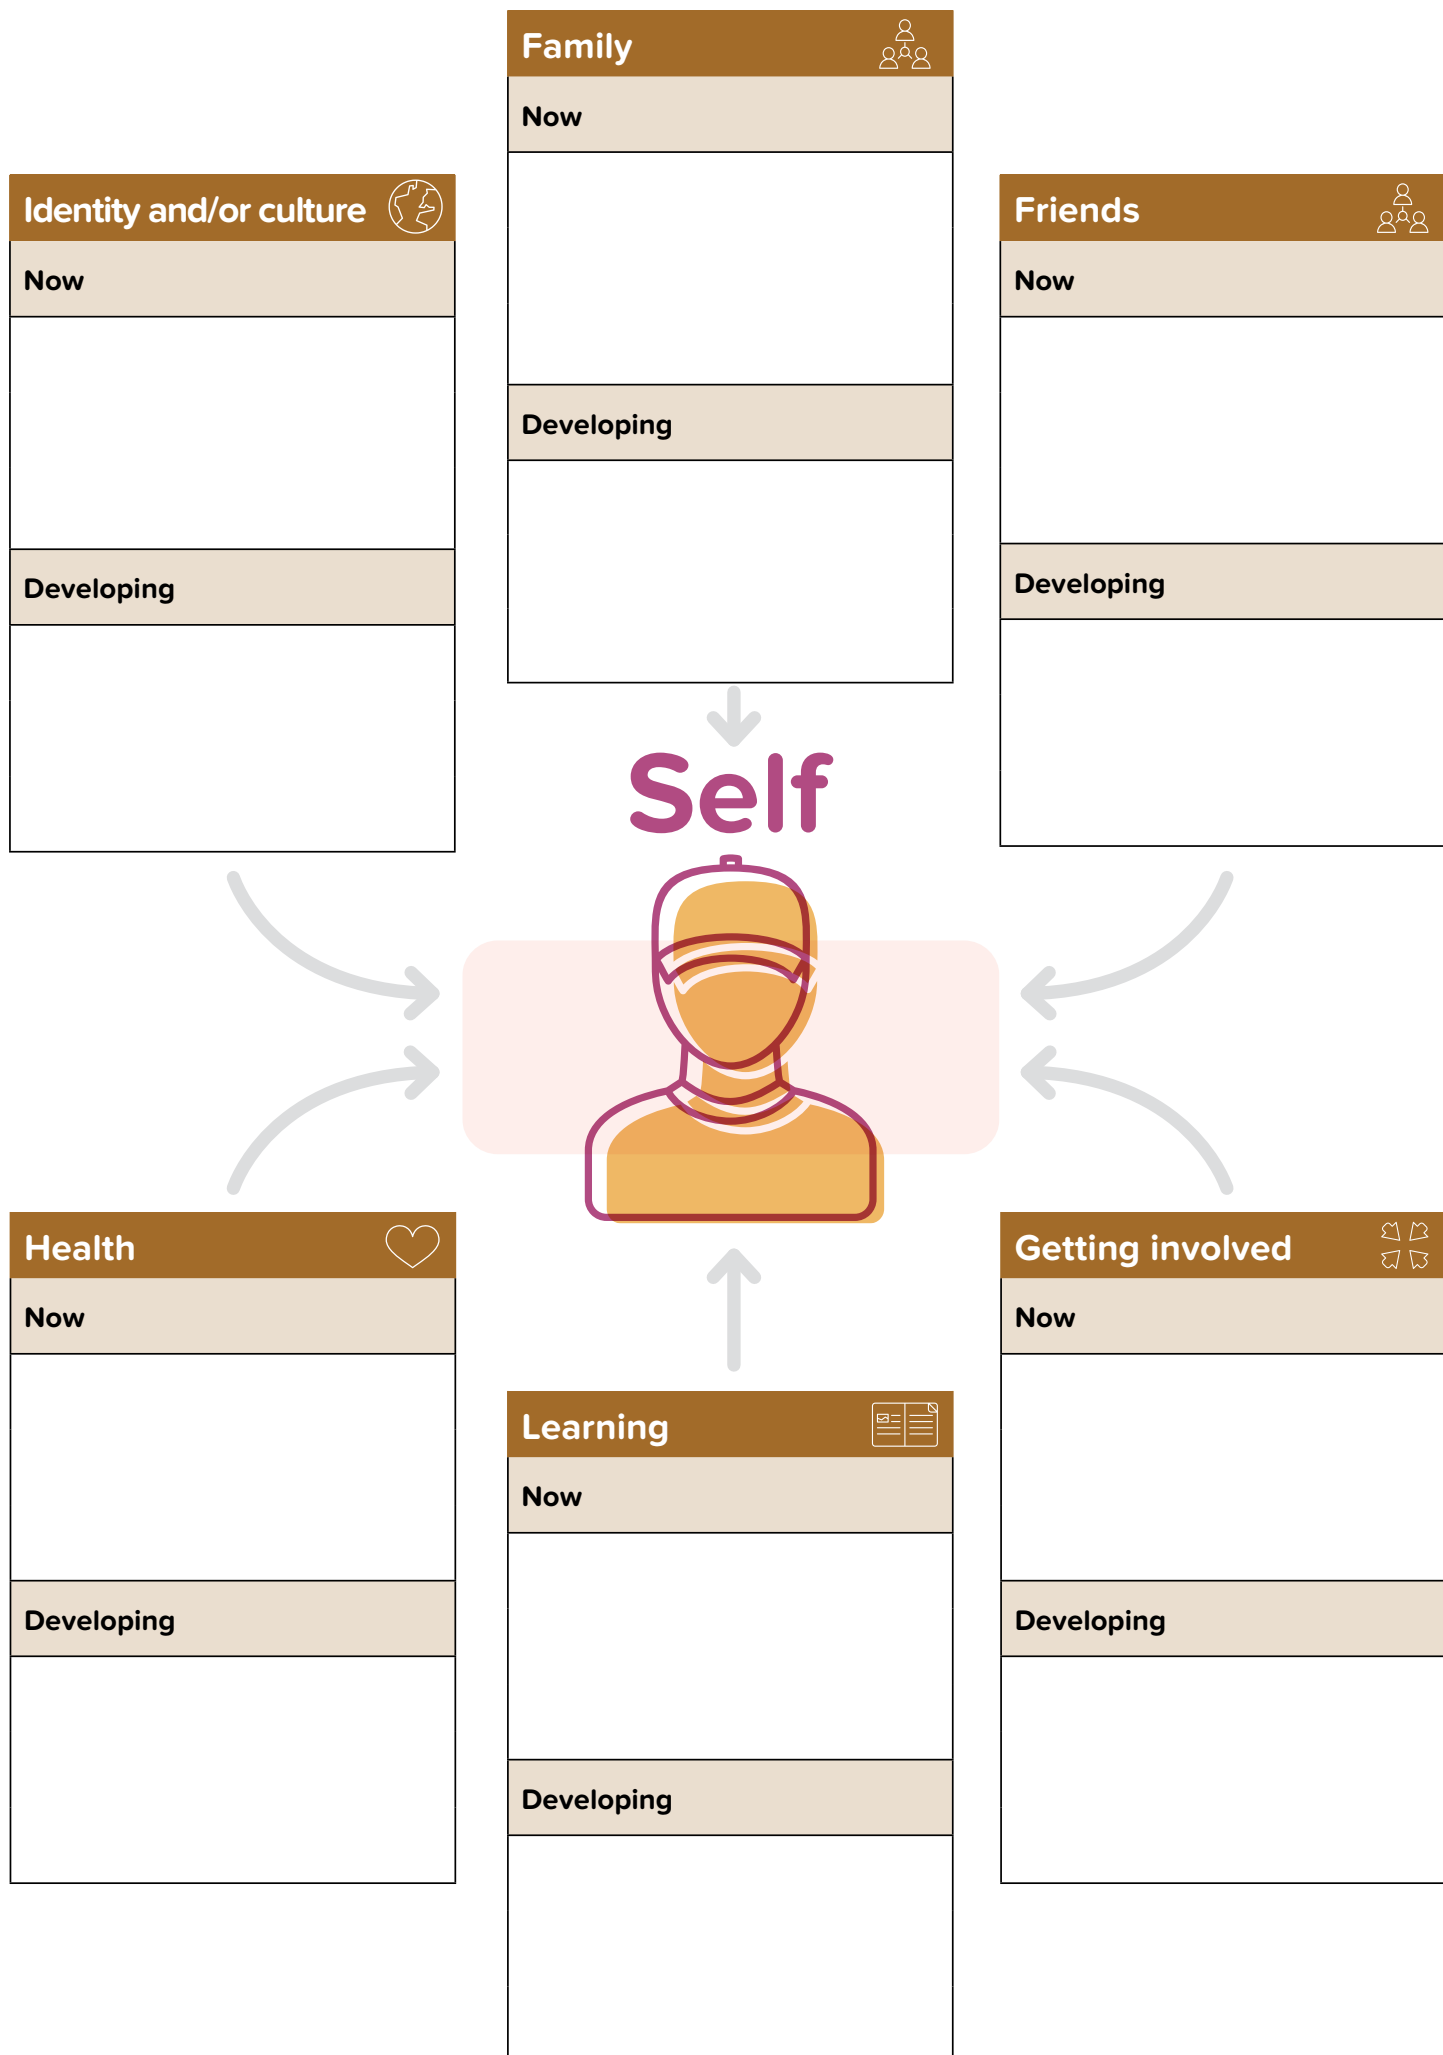 Family
Now
Developing
Identity and/or culture
Now
Developing
Friends
Now
Developing
Self
Health
Now
Developing
Learning
Now
Developing
Getting involved
Now
Developing